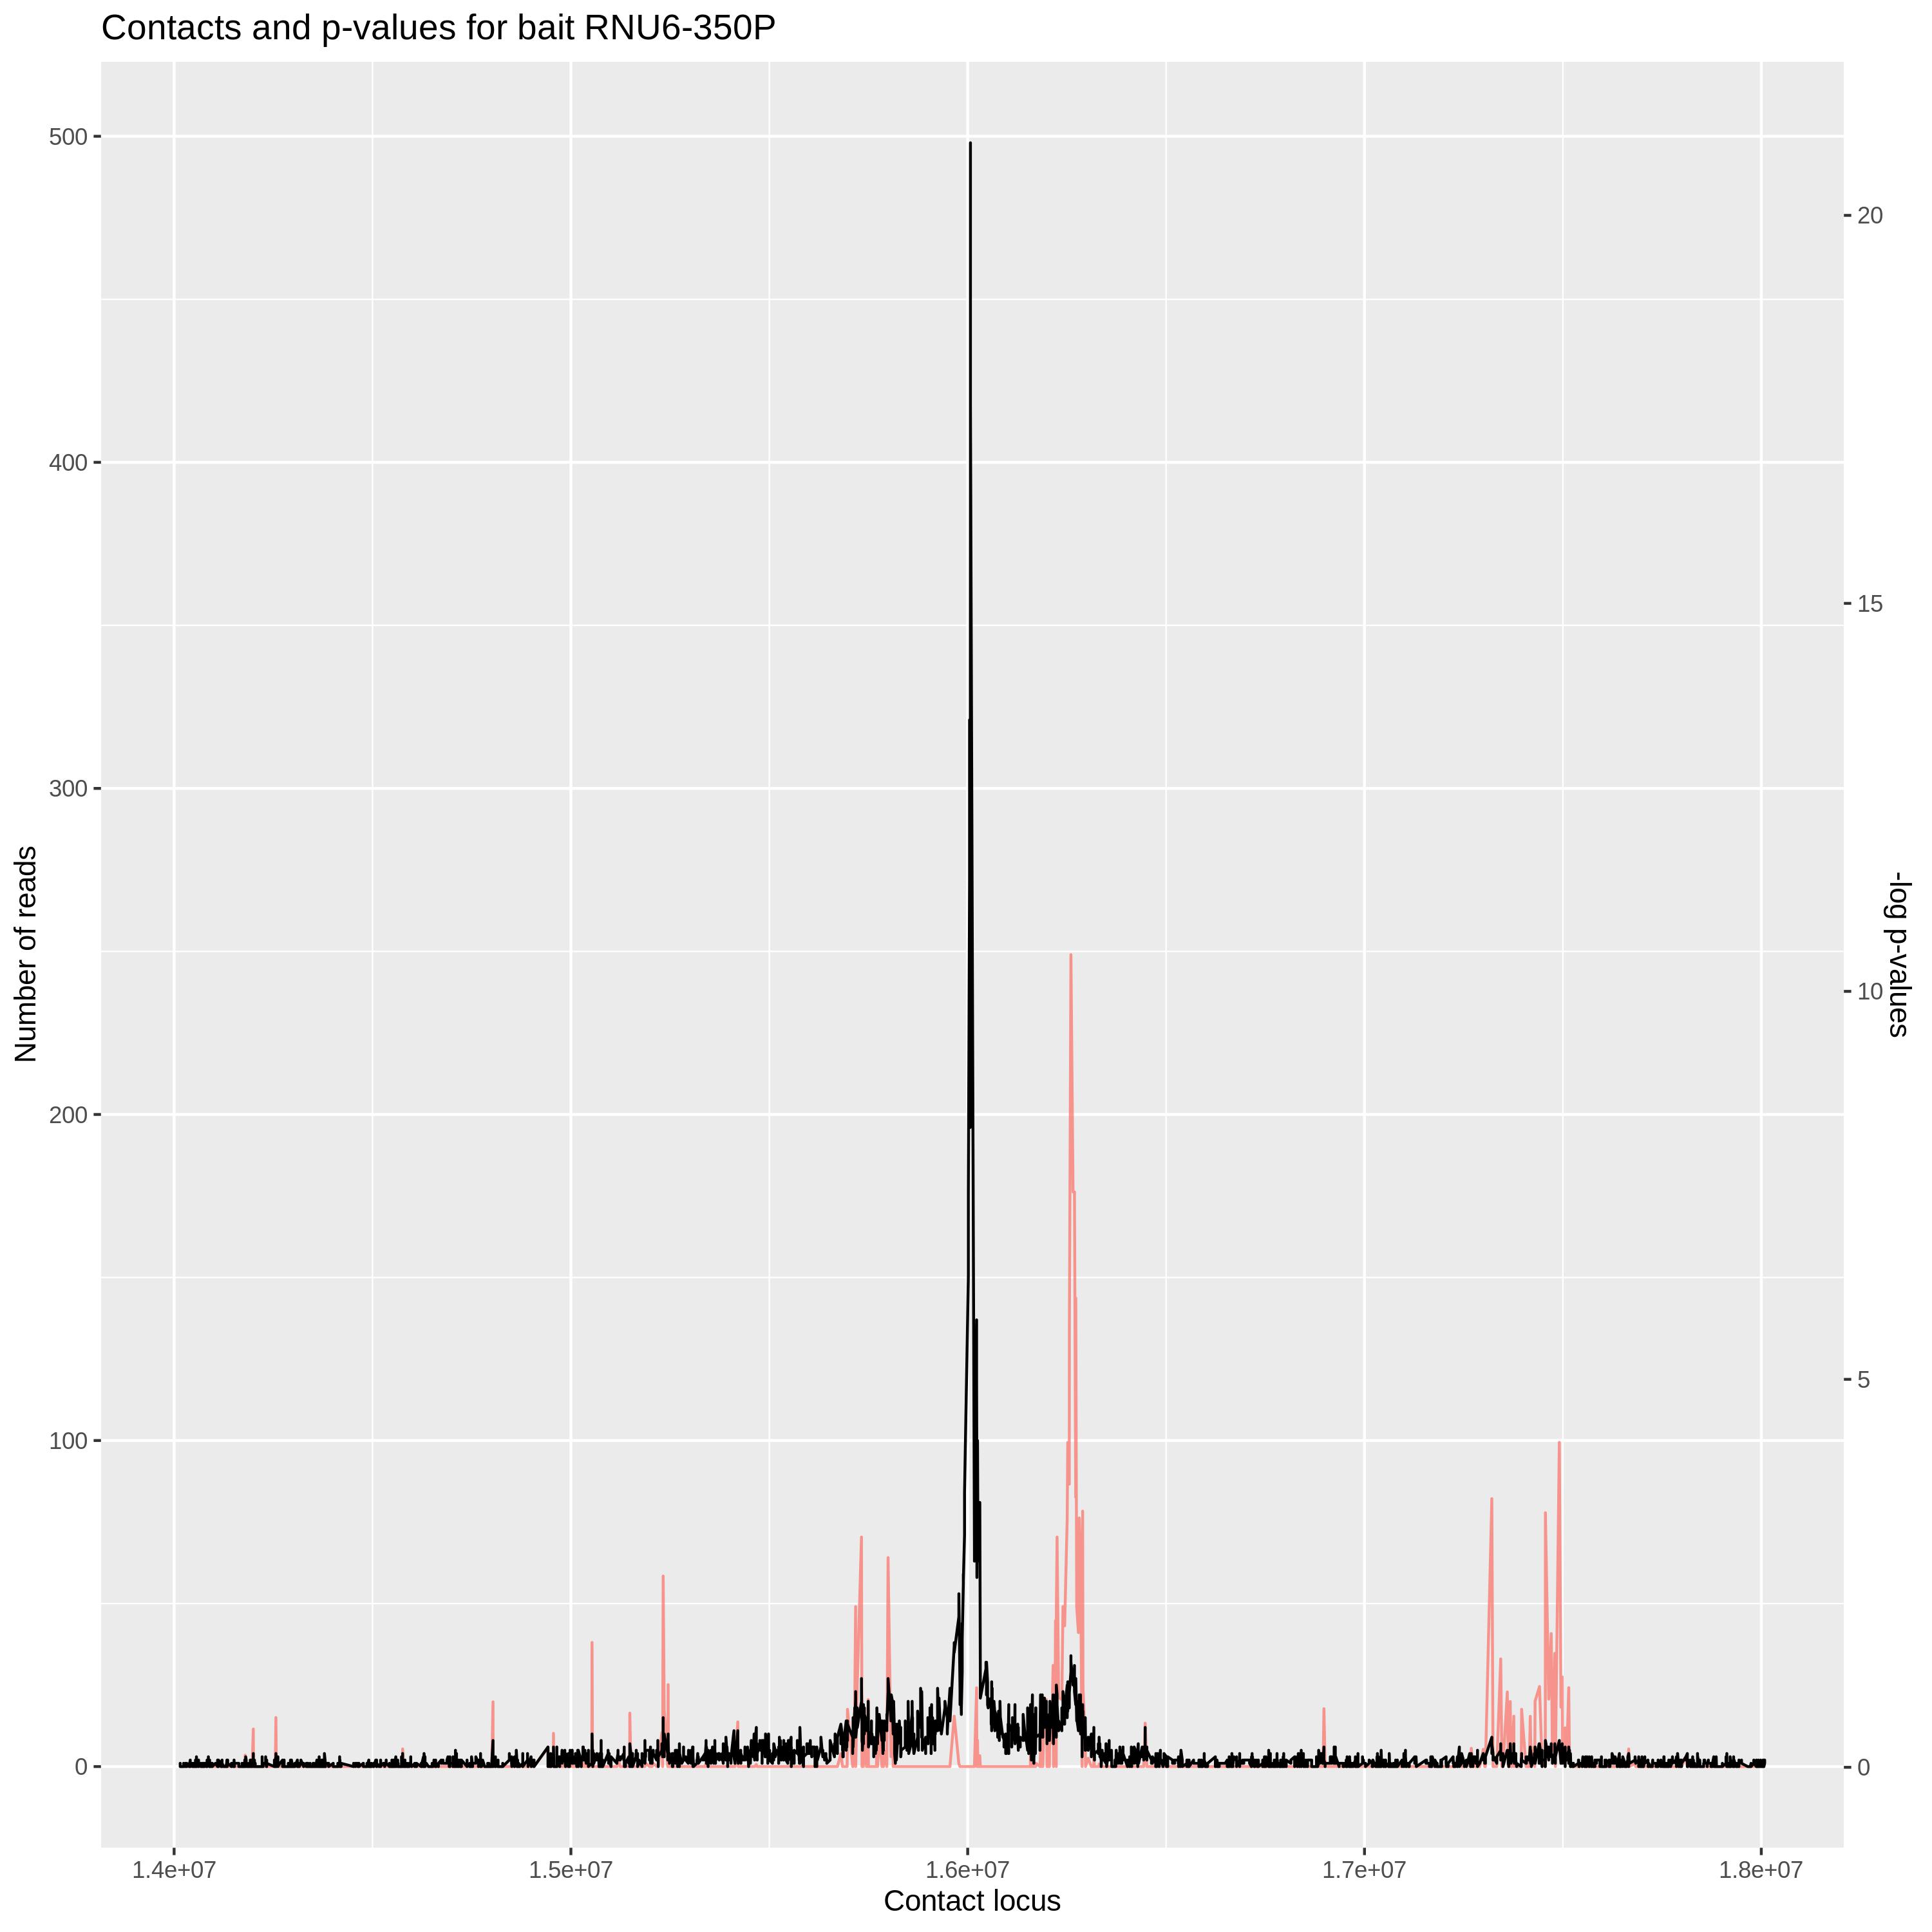 Contacts and p-values for bait RNU6-350P
500
400
300
200
100
0
Number of reads
20
15
10
5
0
-log p-values
1.4e+07
1.5e+07
1.6e+07
1.7e+07
1.8e+07
Contact locus